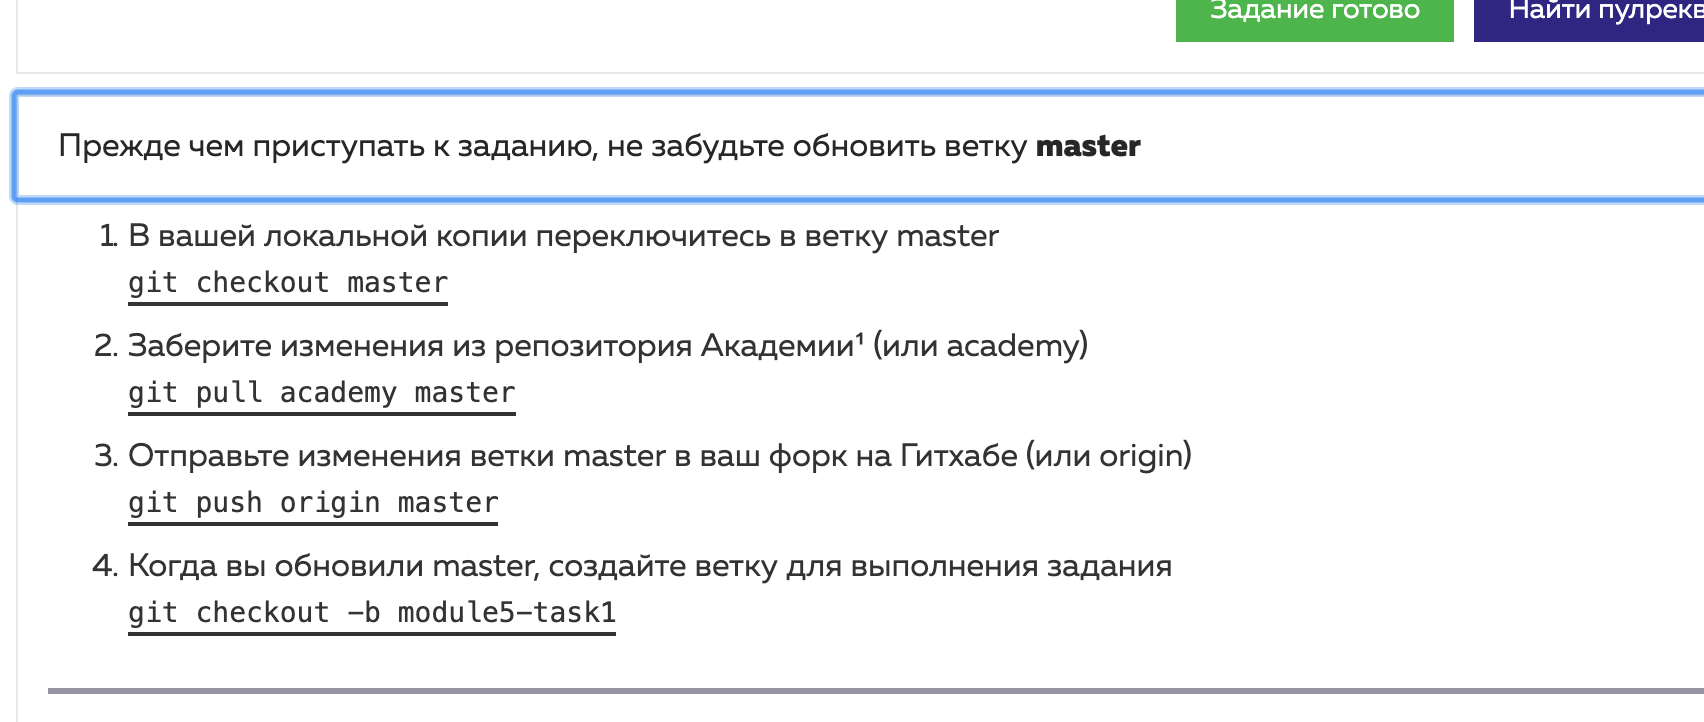 Задание готово
Найти пулрекв
Прежде чем приступать к заданию, не забудьте обновить ветку master
1. В вашей локальной копии переключитесь в ветку master
git checkout master
2. Заберите изменения из репозитория Академии¹ (или academy)
git pull academy master
3. Отправьте изменения ветки master в ваш форк на Гитхабе (или origin)
git push origin master
4. Когда вы обновили master, создайте ветку для выполнения задания
git checkout -b module5-task1